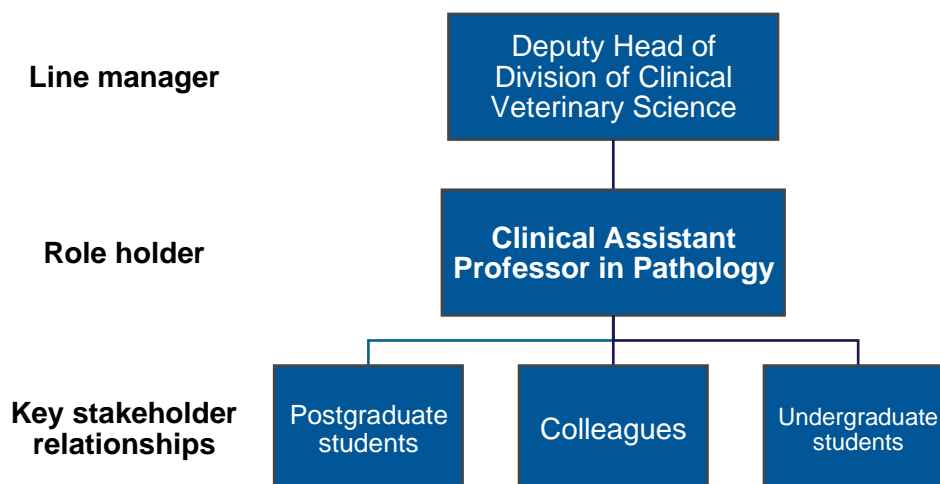 Line manager
Deputy Head of
Division of Clinical
Veterinary Science
Role holder
Clinical Assistant
Professor in Pathology
Key stakeholder
relationships
Postgraduate
students
Colleagues
Undergraduate
students